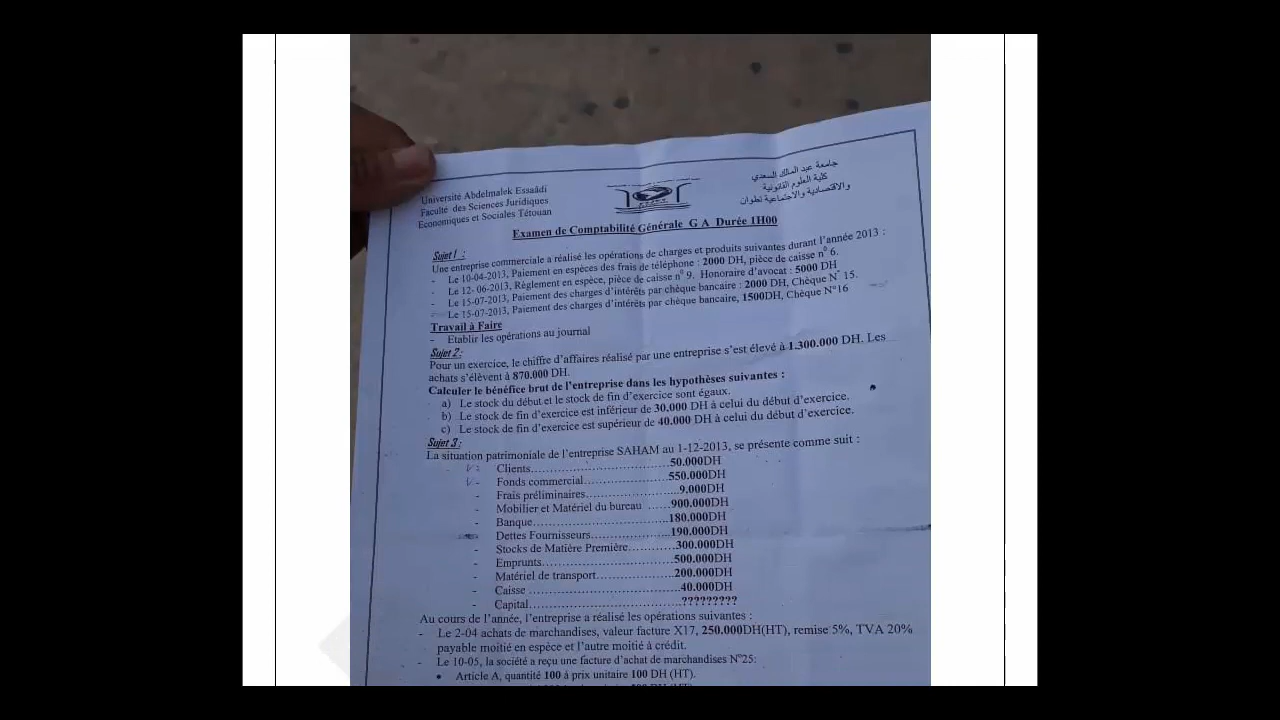 Université Abdelmalek Essaâdi
Faculté des Sciences Juridiques
Economiques et Sociales Tétouan
جامعة عبد المالك السعدي
كلية العلوم القانونية
والاقتصادية والاجتماعية تطوان
Examen de Comptabilité Générale G A Durée 1H00
Sujet1 :
Une entreprise commerciale a réalisé les opérations de charges et produits suivantes durant l'année 2013 :
- Le 10-04-2013, Paiement en espèces des frais de téléphone : 2000 DH, pièce de caisse n° 6.
- Le 12- 06-2013, Règlement en espèce, pièce de caisse n° 9. Honoraire d'avocat : 5000 DH
- Le 15-07-2013, Paiement des charges d'intérêts par chèque bancaire : 2000 DH, Chèque N° 15.
- Le 15-07-2013, Paiement des charges d'intérêts par chèque bancaire, 1500DH, Chèque N°16
Travail à Faire
- Etablir les opérations au journal
Sujet 2:
Pour un exercice, le chiffre d'affaires réalisé par une entreprise s'est élevé à 1.300.000 DH. Les
achats s'élèvent à 870.000 DH.
Calculer le bénéfice brut de l'entreprise dans les hypothèses suivantes :
a) Le stock du début et le stock de fin d'exercice sont égaux.
b) Le stock de fin d'exercice est inférieur de 30.000 DH à celui du début d'exercice.
c) Le stock de fin d'exercice est supérieur de 40.000 DH à celui du début d'exercice.
Sujet 3:
La situation patrimoniale de l'entreprise SAHAM au 1-12-2013, se présente comme suit :
- Clients……………………………50.000DH
- Fonds commercial…………………550.000DH
- Frais préliminaires…………………..9.000DH
- Mobilier et Matériel du bureau ……900.000DH
- Banque……………………………..180.000DH
- Dettes Fournisseurs………………..190.000DH
- Stocks de Matière Première…………300.000DH
- Emprunts…………………………..500.000DH
- Matériel de transport………………..200.000DH
- Caisse ………………………………..40.000DH
- Capital………………………………..?????????
Au cours de l'année, l'entreprise a réalisé les opérations suivantes :
- Le 2-04 achats de marchandises, valeur facture X17, 250.000DH(HT), remise 5%, TVA 20%
payable moitié en espèce et l'autre moitié à crédit.
- Le 10-05, la société a reçu une facture d'achat de marchandises N°25:
• Article A, quantité 100 à prix unitaire 100 DH (HT).